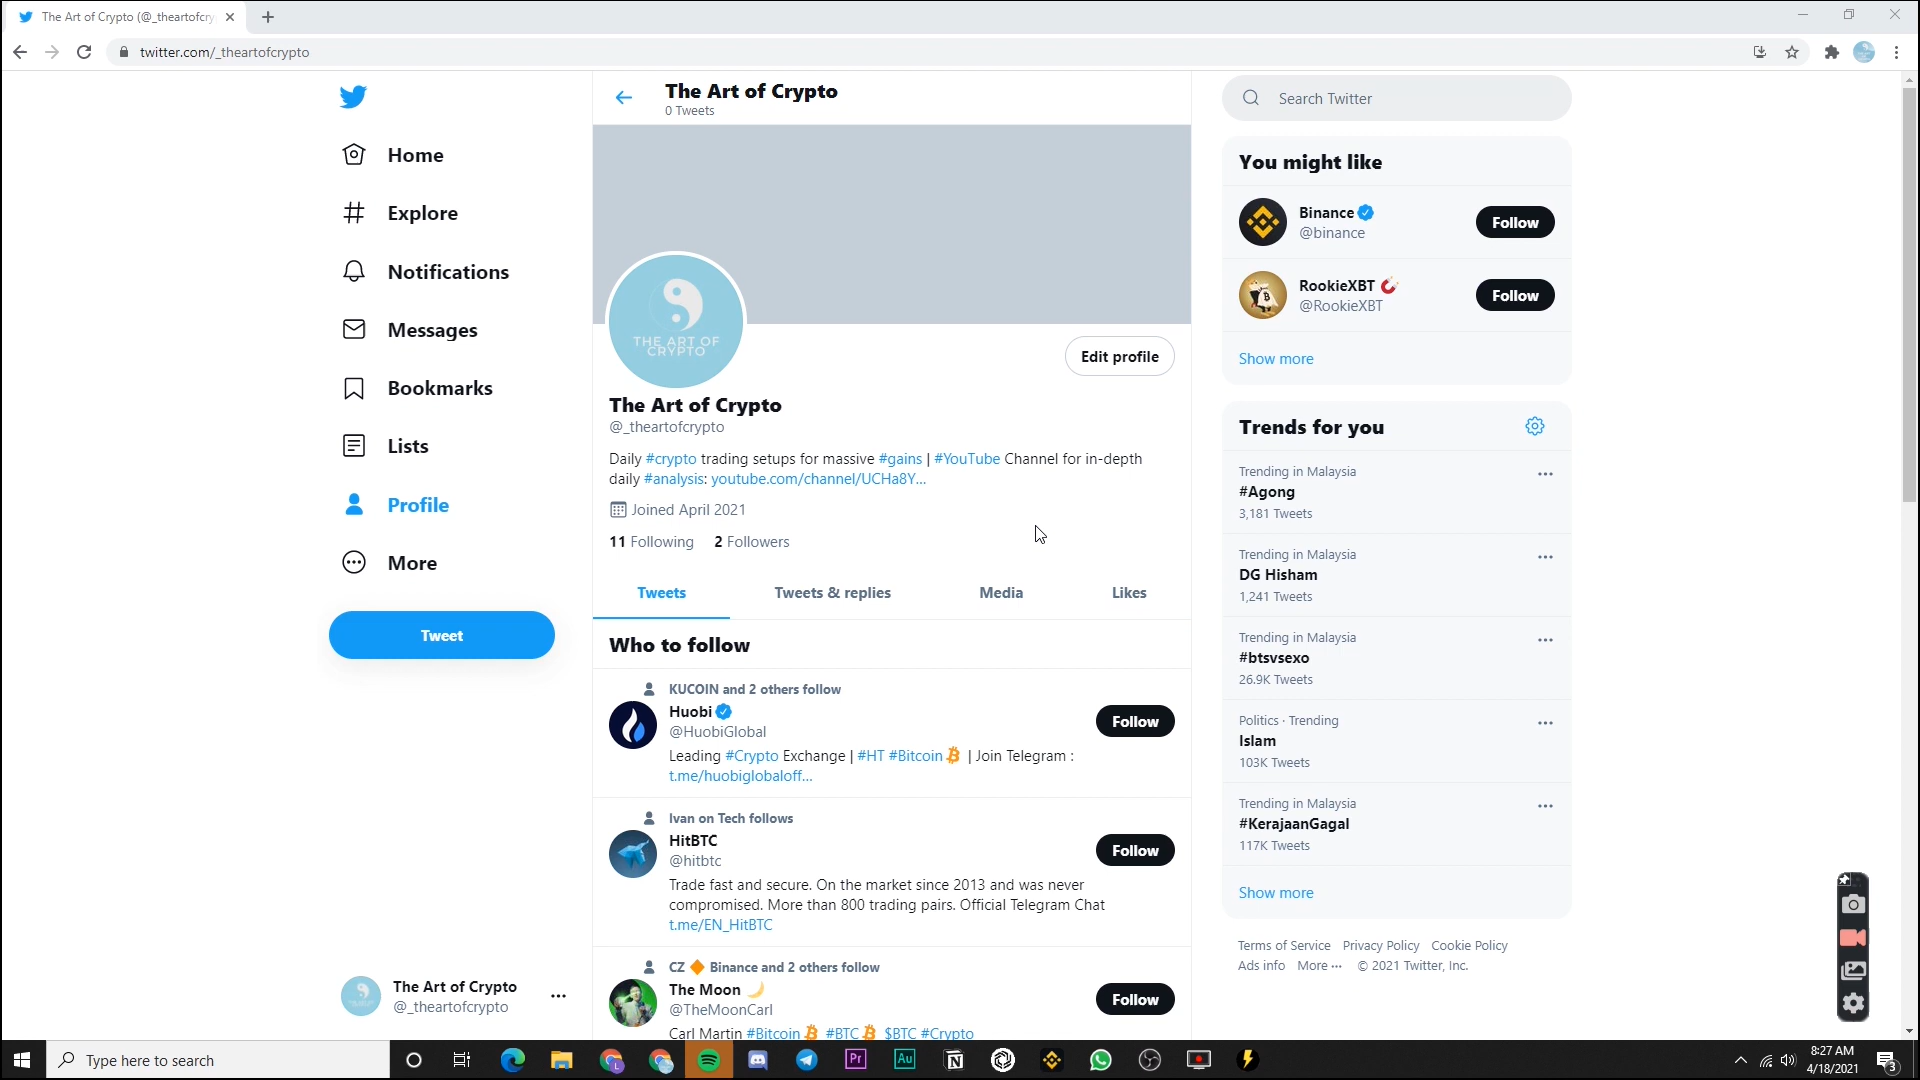 The Art of Crypto (@_theartofcry
twitter.com/_theartofcrypto
Home
Explore
Notifications
Messages
Bookmarks
Lists
Profile
More
Tweet
The Art of Crypto
@_theartofcrypto
The Art of Crypto
0 Tweets
THE ART OF
CRYPTO
Edit profile
The Art of Crypto
@_theartofcrypto
Daily #crypto trading setups for massive #gains | #YouTube Channel for in-depth
daily #analysis: youtube.com/channel/UCHa8Y...
Joined April 2021
11 Following 2 Followers
Tweets Tweets & replies Media Likes
Who to follow
KUCOIN and 2 others follow
Huobi
@HuobiGlobal
Follow
Leading #Crypto Exchange | #HT #Bitcoin | Join Telegram :
t.me/huobiglobaloff...
Ivan on Tech follows
HitBTC
@hitbtc
Follow
Trade fast and secure. On the market since 2013 and was never
compromised. More than 800 trading pairs. Official Telegram Chat
t.me/EN_HitBTC
CZ 🔶 Binance and 2 others follow
The Moon 🌙
@TheMoonCarl
Follow
Carl Martin #Bitcoin #BTC $BTC #Crypto
Search Twitter
You might like
Binance
@binance
Follow
RookieXBT 🧲
@RookieXBT
Follow
Show more
Trends for you
Trending in Malaysia
#Agong
3,181 Tweets
Trending in Malaysia
DG Hisham
1,241 Tweets
Trending in Malaysia
#btsvsexo
26.9K Tweets
Politics · Trending
Islam
103K Tweets
Trending in Malaysia
#KerajaanGagal
117K Tweets
Show more
Terms of Service Privacy Policy Cookie Policy
Ads info More ··· © 2021 Twitter, Inc.
Type here to search
L
Pr
Au
8:27 AM
4/18/2021
3